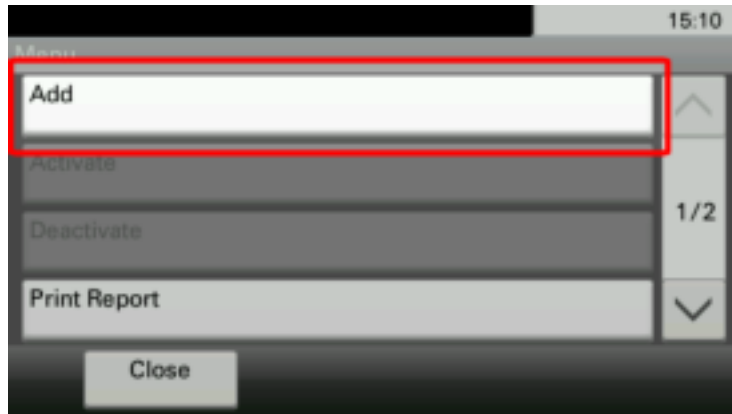 15:10
Menu
Add
Activate
Deactivate
1/2
Print Report
Close